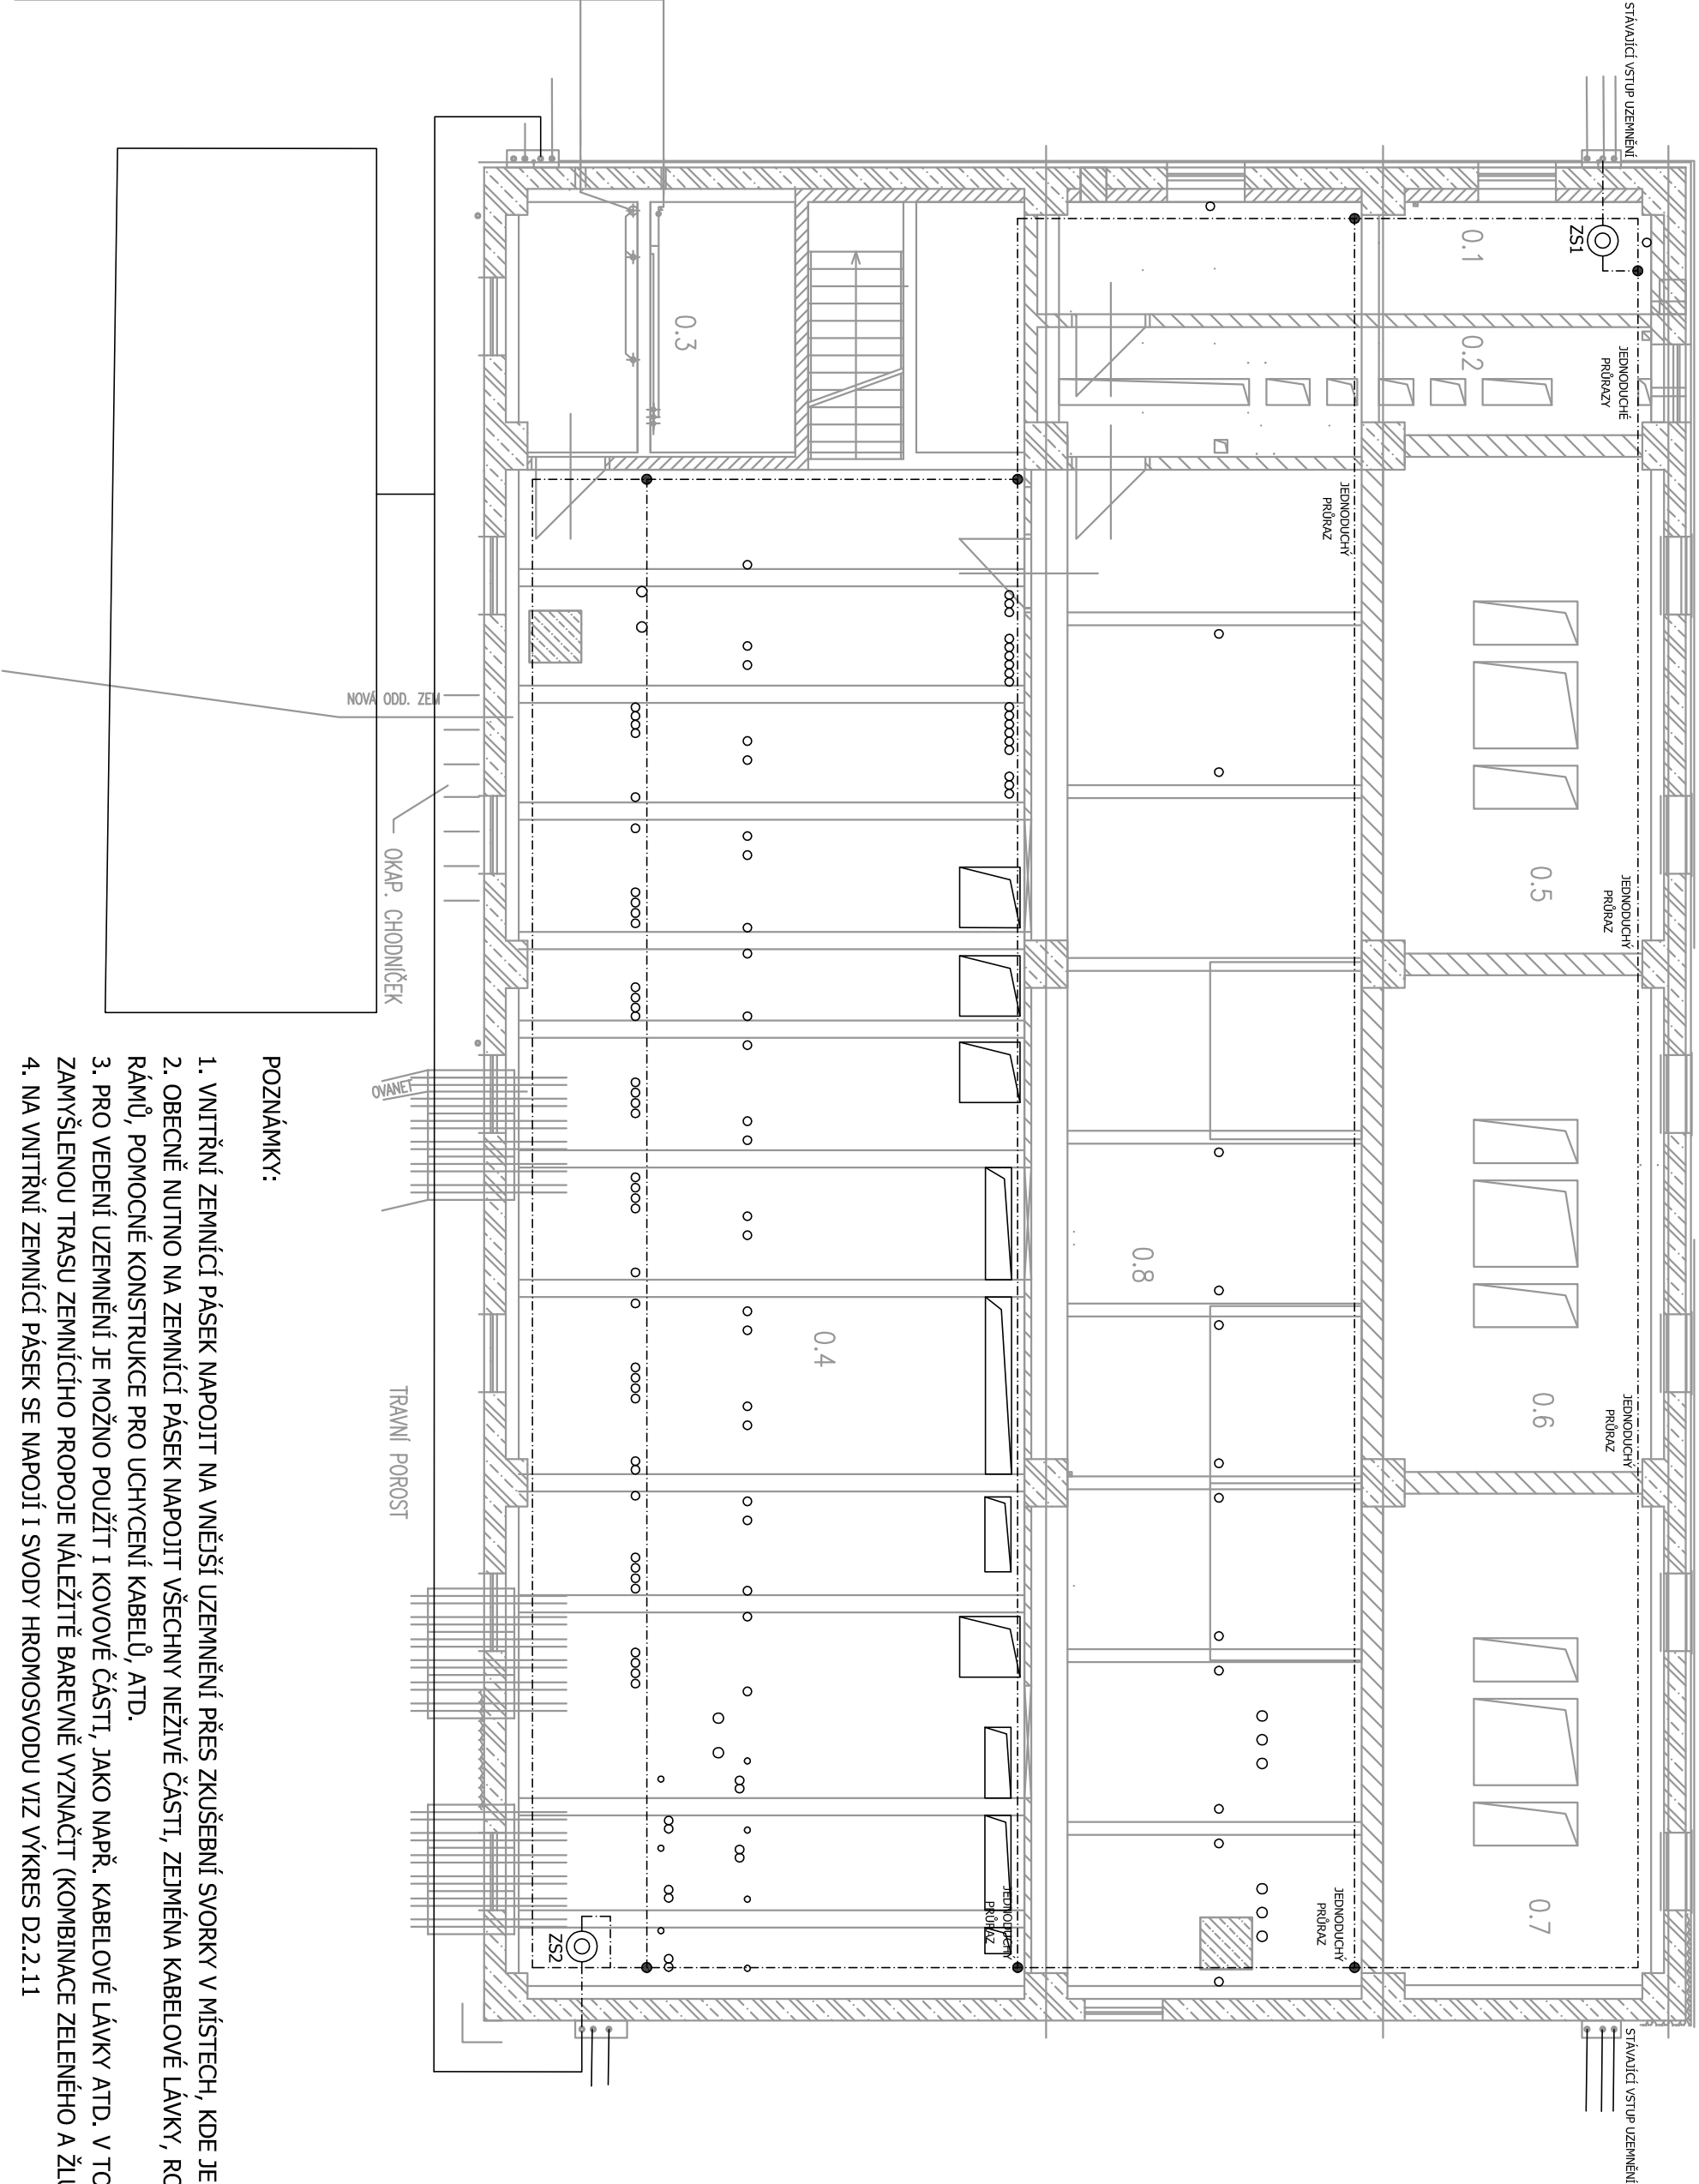 STÁVAJÍCÍ VSTUP UZEMNĚNÍ
STÁVAJÍCÍ VSTUP UZEMNĚNÍ
ZS1
0.1
0.2
JEDNODUCHÉ
PRŮRAZY
0.5
JEDNODUCHÝ
PRŮRAZ
0.6
JEDNODUCHÝ
PRŮRAZ
0.7
JEDNODUCHÝ
PRŮRAZ
0.8
JEDNODUCHÝ
PRŮRAZ
JEDNODUCHÝ
PRŮRAZ
0.3
0.4
ZS2
NOVÁ ODD. ZEM
OKAP. CHODNÍČEK
OVANET
TRAVNÍ POROST
POZNÁMKY:
1. VNITŘNÍ ZEMNÍCÍ PÁSEK NAPOJIT NA VNĚJŠÍ UZEMNĚNÍ PŘES ZKUŠEBNÍ SVORKY V MÍSTECH, KDE JE
2. OBECNĚ NUTNO NA ZEMNÍCÍ PÁSEK NAPOJIT VŠECHNY NEŽIVÉ ČÁSTI, ZEJMÉNA KABELOVÉ LÁVKY,
RÁMŮ, POMOCNÉ KONSTRUKCE PRO UCHYCENÍ KABELŮ, ATD.
3. PRO VEDENÍ UZEMNĚNÍ JE MOŽNO POUŽÍT I KOVOVÉ ČÁSTI, JAKO NAPŘ. KABELOVÉ LÁVKY ATD. V
ZAMYŠLENOU TRASU ZEMNÍCÍHO PROPOJE NÁLEŽITĚ BAREVNĚ VYZNAČIT (KOMBINACE ZELENÉHO A
4. NA VNITŘNÍ ZEMNÍCÍ PÁSEK SE NAPOJÍ I SVODY HROMOSVODU VIZ VÝKRES D2.2.11